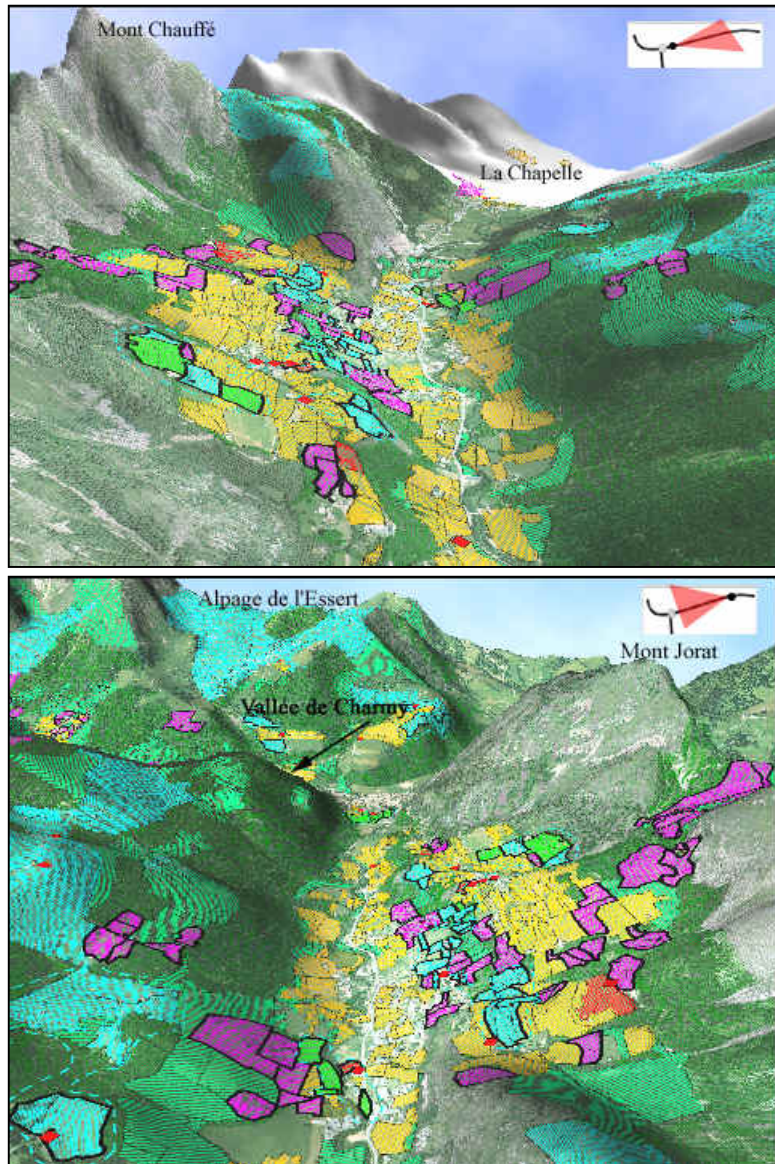 Mont Chauffé
La Chapelle
Alpage de l'Essert
Mont Jorat
Vallée de Charmy